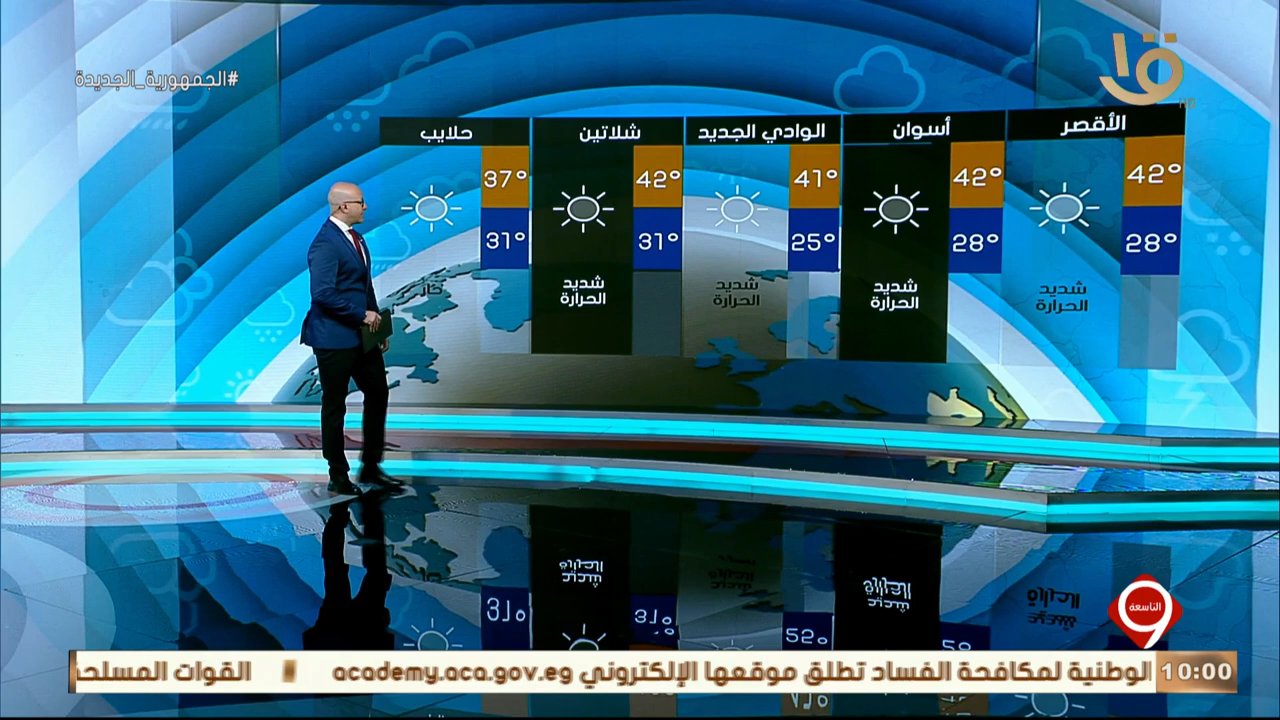 #الجمهورية_الجديدة
الأقصر
42°
28°
شديد
الحرارة
أسوان
42°
28°
شديد
الحرارة
الوادي الجديد
41°
25°
شديد
الحرارة
شلاتين
42°
31°
شديد
الحرارة
حلايب
37°
31°
حار
التاسعة
9
10:00
الوطنية لمكافحة الفساد تطلق موقعها الإلكتروني academy.aca.gov.eg
القوات المسلحة